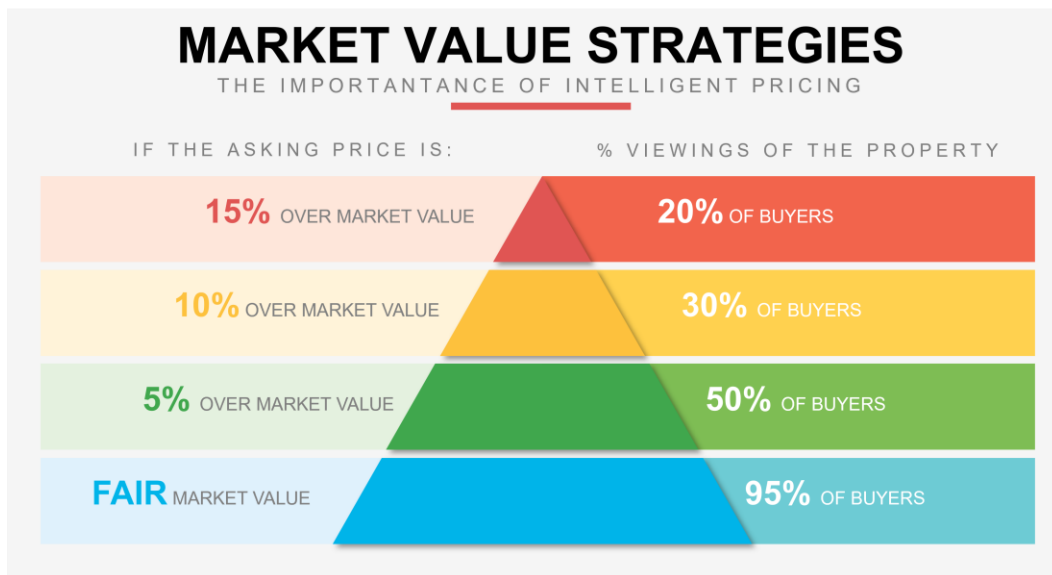 MARKET VALUE STRATEGIES
THE IMPORTANTANCE OF INTELLIGENT PRICING
IF THE ASKING PRICE IS:
% VIEWINGS OF THE PROPERTY
15% OVER MARKET VALUE
20% OF BUYERS
10% OVER MARKET VALUE
30% OF BUYERS
5% OVER MARKET VALUE
50% OF BUYERS
FAIR MARKET VALUE
95% OF BUYERS